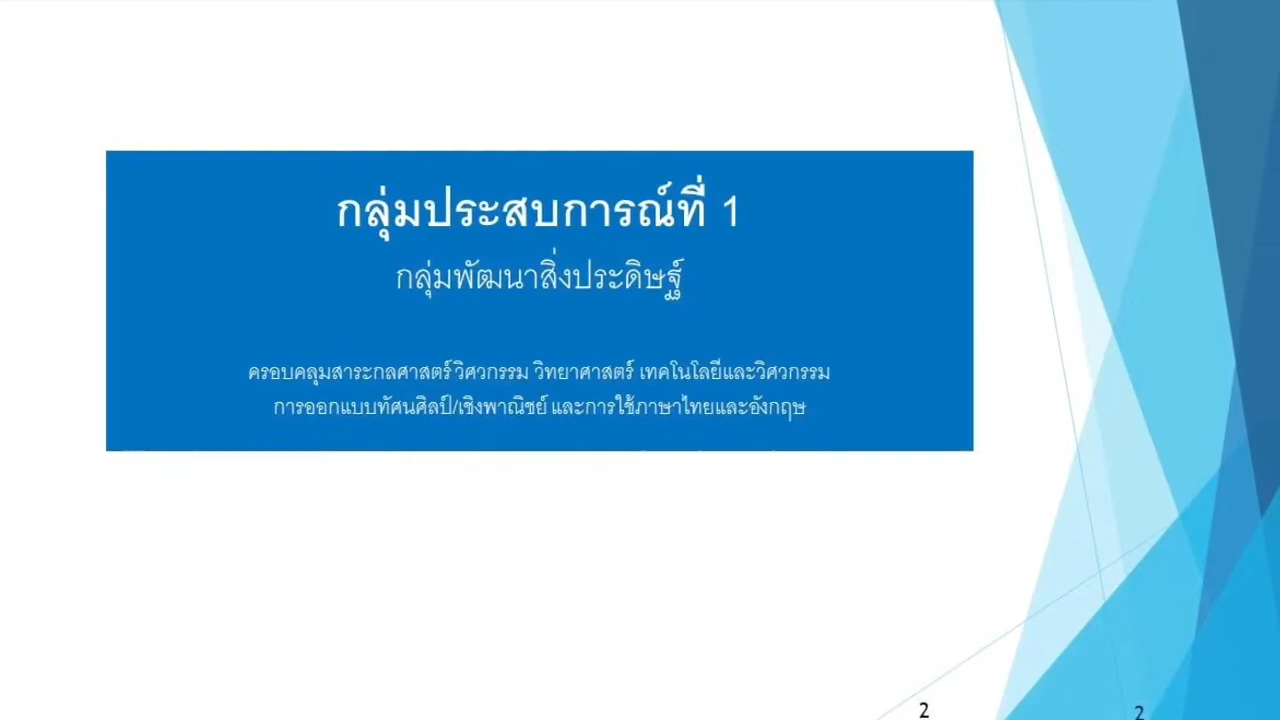 กลุ่มประสบการณ์ที่ 1
กลุ่มพัฒนาสิ่งประดิษฐ์
ครอบคลุมสาระกลศาสตร์วิศวกรรม วิทยาศาสตร์ เทคโนโลยีและวิศวกรรม
การออกแบบทัศนศิลป์/เชิงพาณิชย์ และการใช้ภาษาไทยและอังกฤษ
2 2